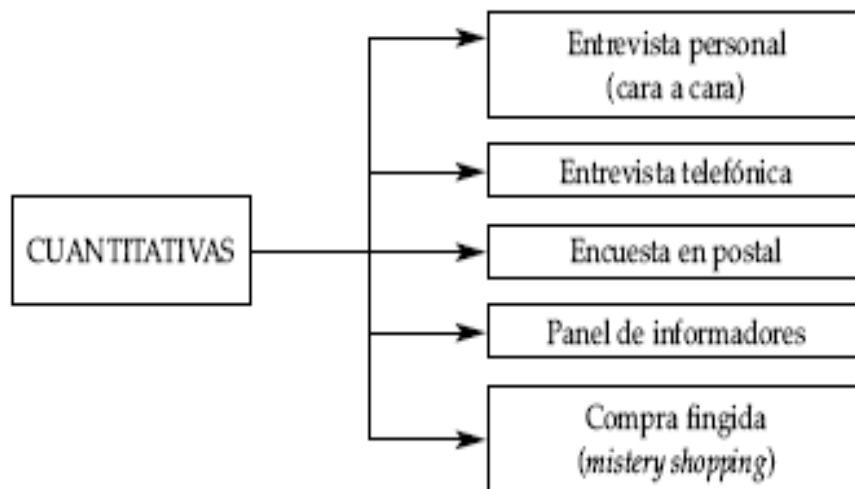 Entrevista personal
(cara a cara)
Entrevista telefónica
CUANTITATIVAS
Encuesta en postal
Panel de informadores
Compra fingida
(mistery shopping)